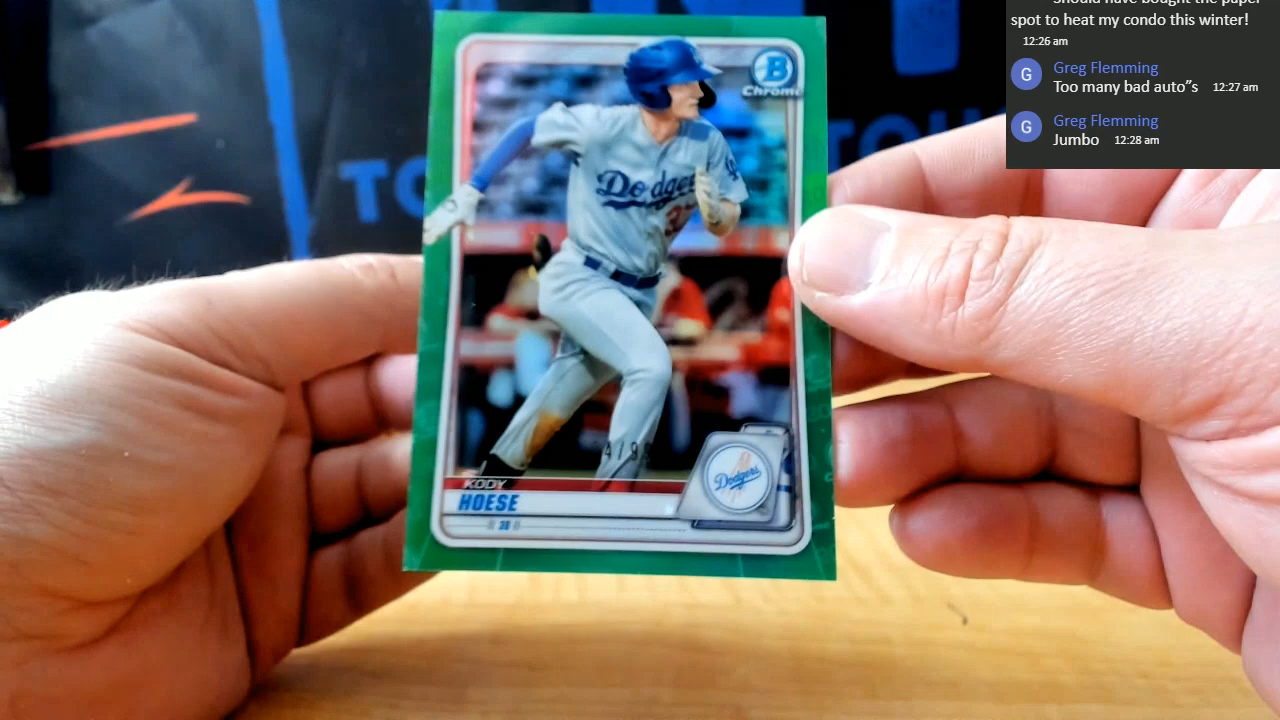 spot to heat my condo this winter!
12:26 am
G
Greg Flemming
Too many bad auto"s 12:27 am
G
Greg Flemming
Jumbo 12:28 am
B
Chrome
Dodgers
Dodgers
KODY
HOESE
3B